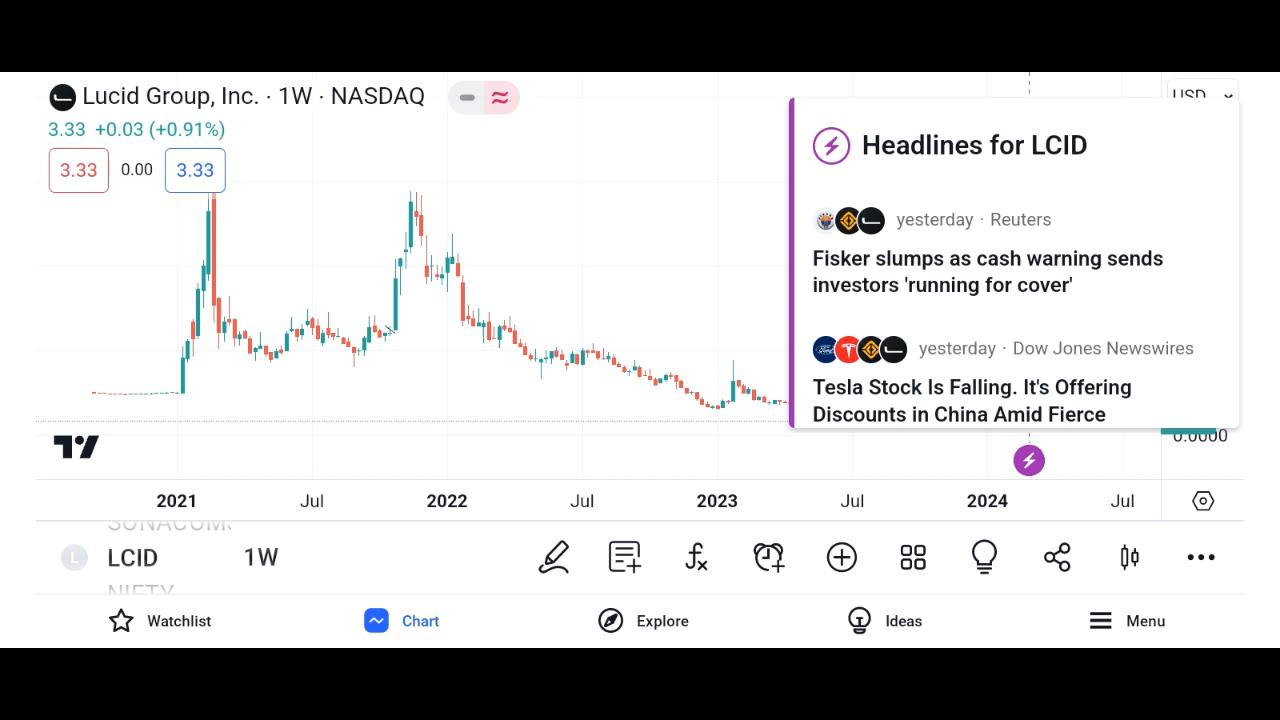 Lucid Group, Inc. · 1W · NASDAQ
3.33 +0.03 (+0.91%)
3.33 0.00 3.33
USD
Headlines for LCID
yesterday · Reuters
Fisker slumps as cash warning sends
investors 'running for cover'
yesterday · Dow Jones Newswires
Tesla Stock Is Falling. It's Offering
Discounts in China Amid Fierce
0.0000
2021 Jul 2022 Jul 2023 Jul 2024 Jul
L LCID 1W
NIFTY
Watchlist Chart Explore Ideas Menu